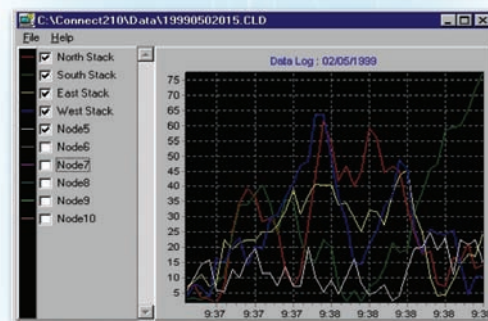 C:\Connect210\Data\19990502015.CLD
File Help
North Stack
South Stack
East Stack
West Stack
Node5
Node6
Node7
Node8
Node9
Node10
Data Log : 02/05/1999
75
70
65
60
55
50
45
40
35
30
25
20
15
10
5
9:37 9:37 9:37 9:38 9:38 9:38 9:38 9:38